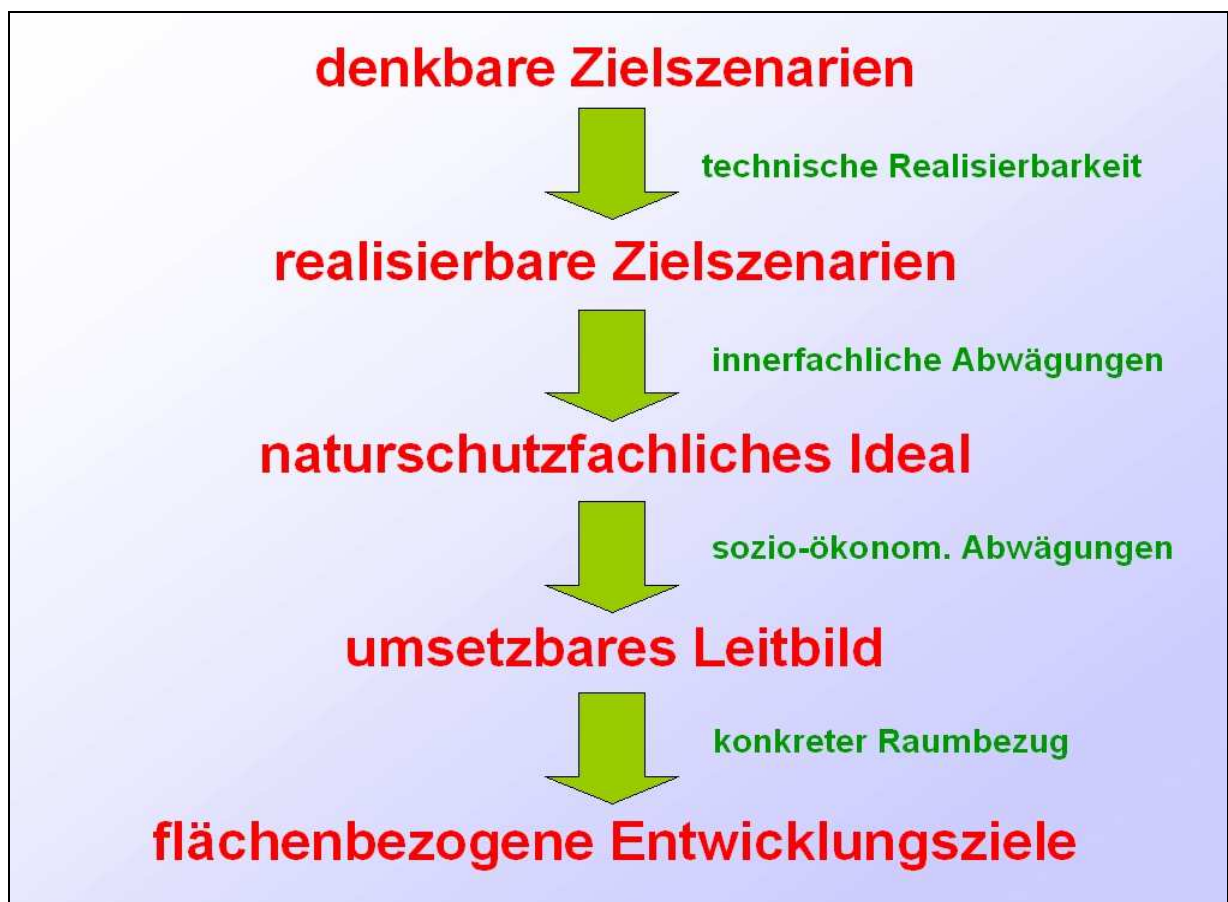 denkbare Zielszenarien
technische Realisierbarkeit
realisierbare Zielszenarien
innerfachliche Abwägungen
naturschutzfachliches Ideal
sozio-ökonom. Abwägungen
umsetzbares Leitbild
konkreter Raumbezug
flächenbezogene Entwicklungsziele